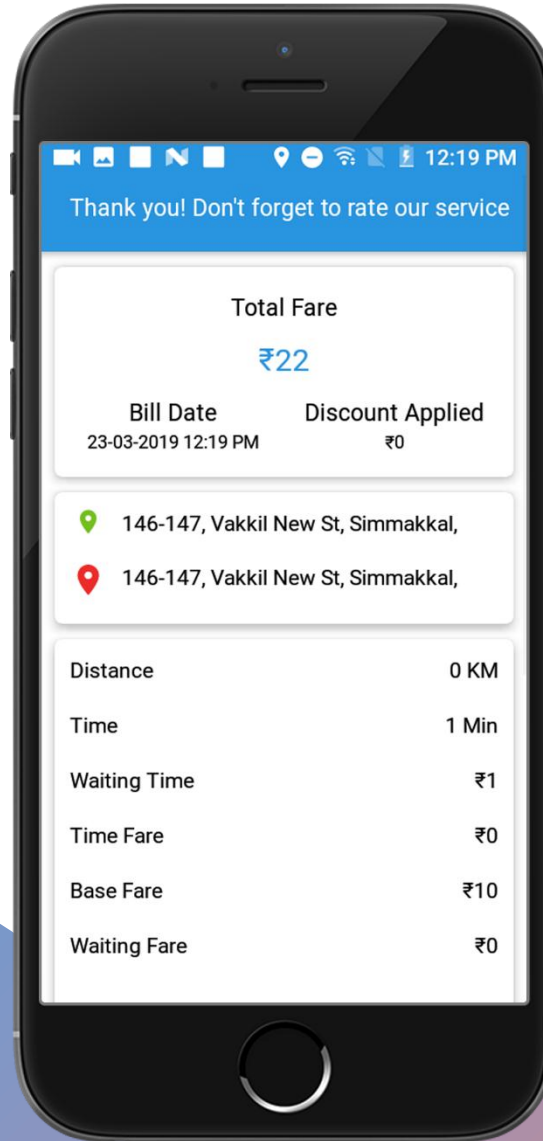 12:19 PM
Thank you! Don't forget to rate our service
Total Fare
₹22
Bill Date Discount Applied
23-03-2019 12:19 PM ₹0
146-147, Vakkil New St, Simmakkal,
146-147, Vakkil New St, Simmakkal,
Distance 0 KM
Time 1 Min
Waiting Time ₹1
Time Fare ₹0
Base Fare ₹10
Waiting Fare ₹0